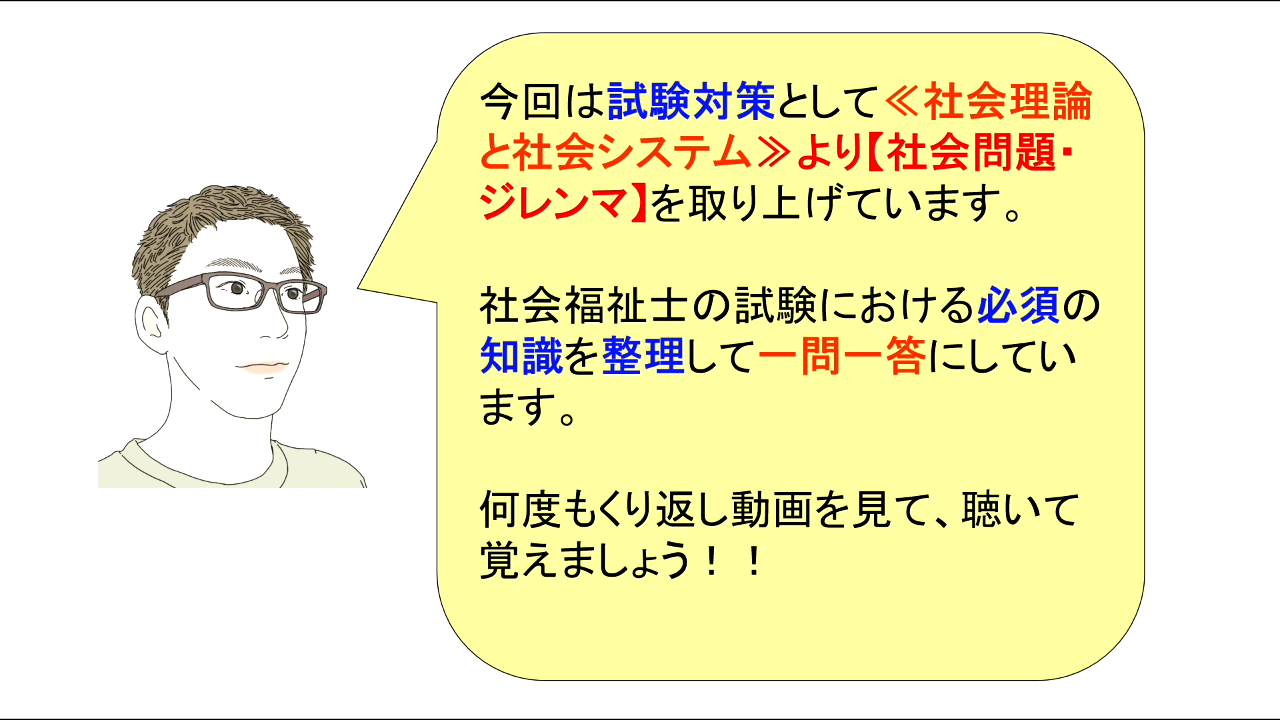 今回は試験対策として≪社会理論
と社会システム≫より【社会問題・
ジレンマ】を取り上げています。
社会福祉士の試験における必須の
知識を整理して一問一答にしてい
ます。
何度もくり返し動画を見て、聴いて
覚えましょう！！